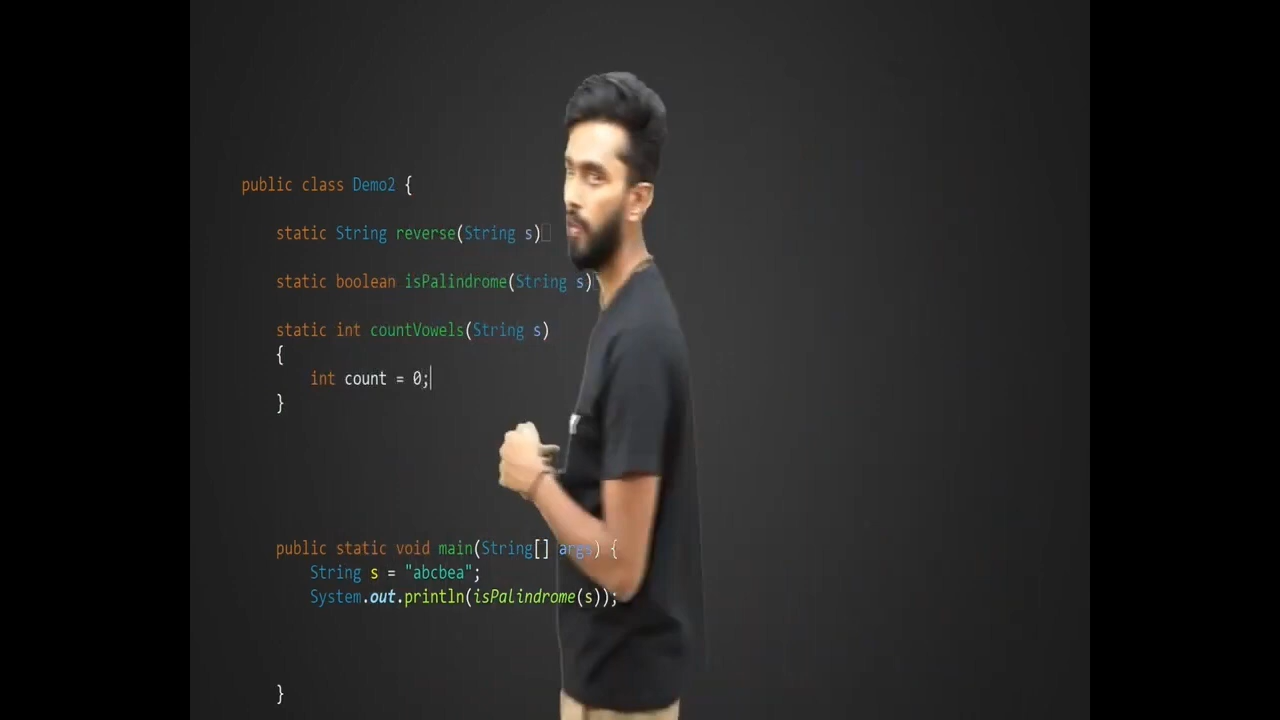 public class Demo2 {
static String reverse(String s)
static boolean isPalindrome(String s)
static int countVowels(String s)
{
int count = 0;
}
public static void main(String[] args) {
String s = "abcbea";
System.out.println(isPalindrome(s));
}